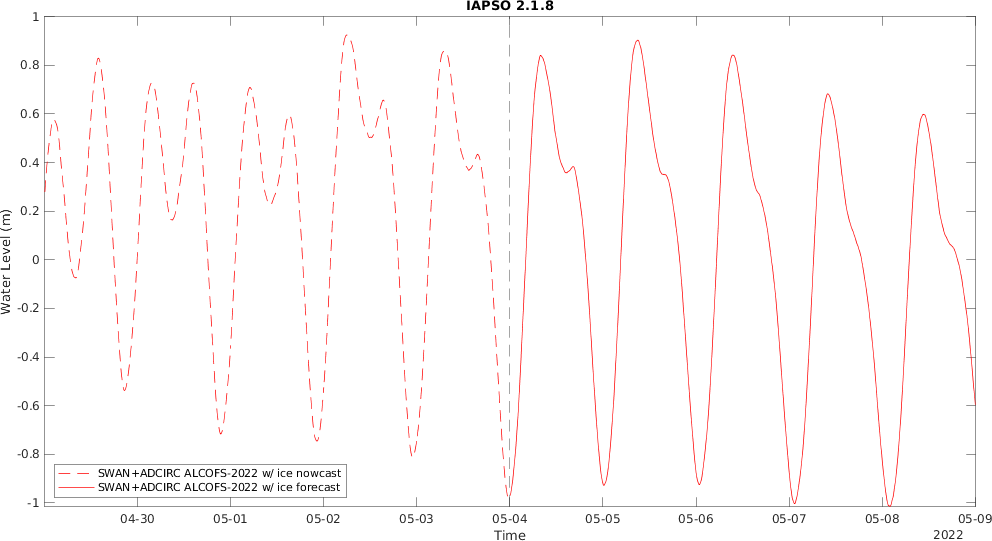 IAPSO 2.1.8
1
0.8
0.6
0.4
0.2
0
-0.2
-0.4
-0.6
-0.8
-1
Water Level (m)
SWAN+ADCIRC ALCOFS-2022 w/ ice nowcast
SWAN+ADCIRC ALCOFS-2022 w/ ice forecast
04-30 05-01 05-02 05-03 05-04 05-05 05-06 05-07 05-08 05-09
Time
2022